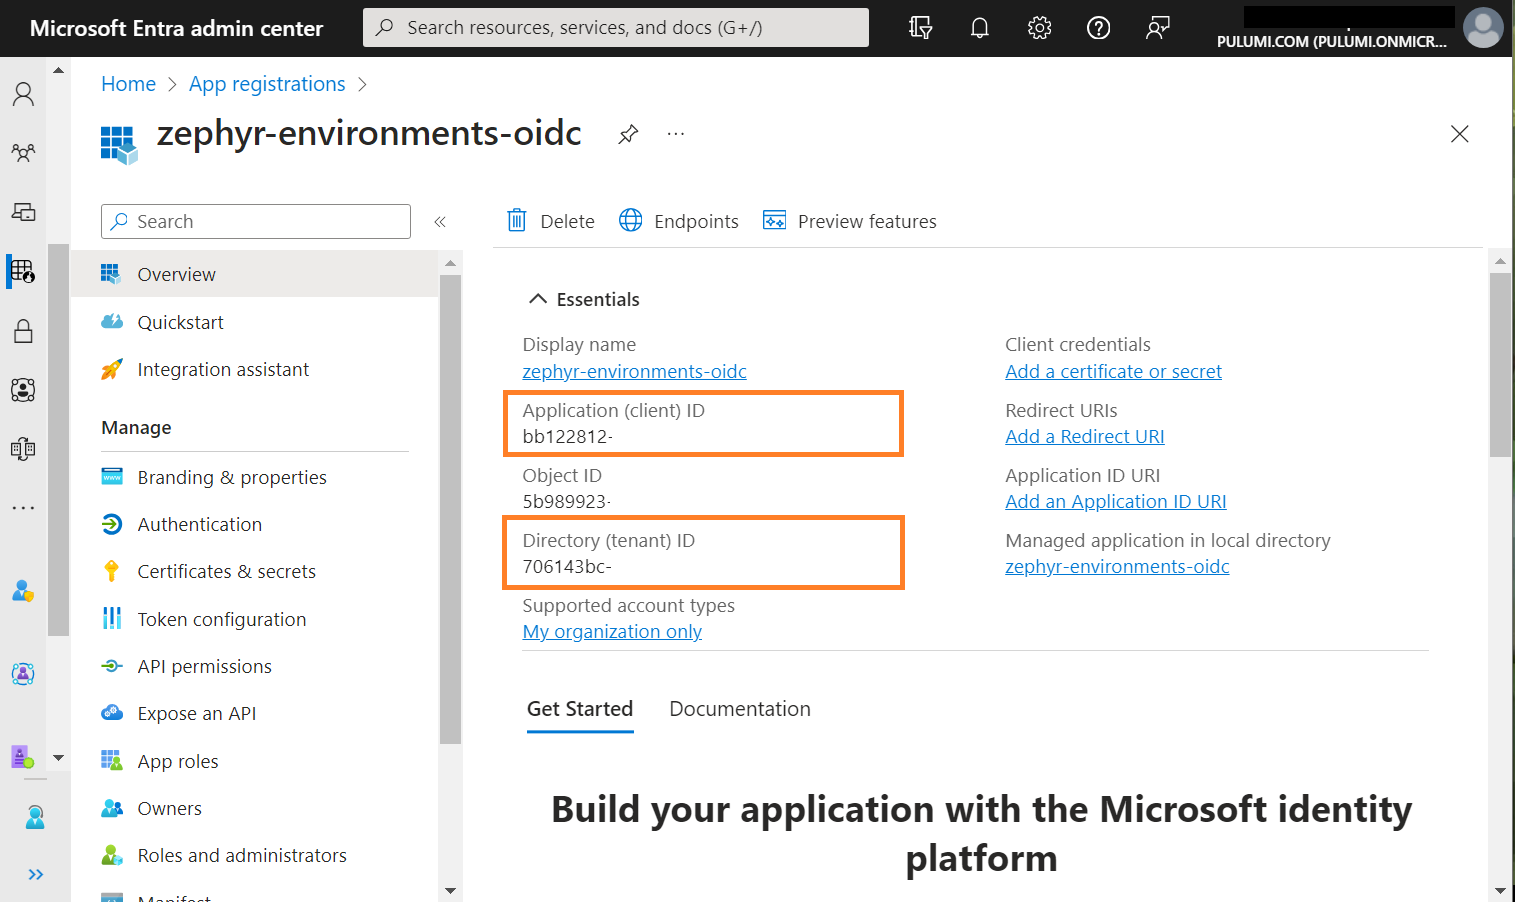 Microsoft Entra admin center
Search resources, services, and docs (G+/)
PULUMI.COM (PULUMI.ONMICR...
Home > App registrations >
zephyr-environments-oidc
Search
Overview
Quickstart
Integration assistant
Manage
Branding & properties
Authentication
Certificates & secrets
Token configuration
API permissions
Expose an API
App roles
Owners
Roles and administrators
Manifest
Delete
Endpoints
Preview features
Essentials
Display name
zephyr-environments-oidc
Application (client) ID
bb122812-
Object ID
5b989923-
Directory (tenant) ID
706143bc-
Supported account types
My organization only
Client credentials
Add a certificate or secret
Redirect URIs
Add a Redirect URI
Application ID URI
Add an Application ID URI
Managed application in local directory
zephyr-environments-oidc
Get Started
Documentation
Build your application with the Microsoft identity
platform